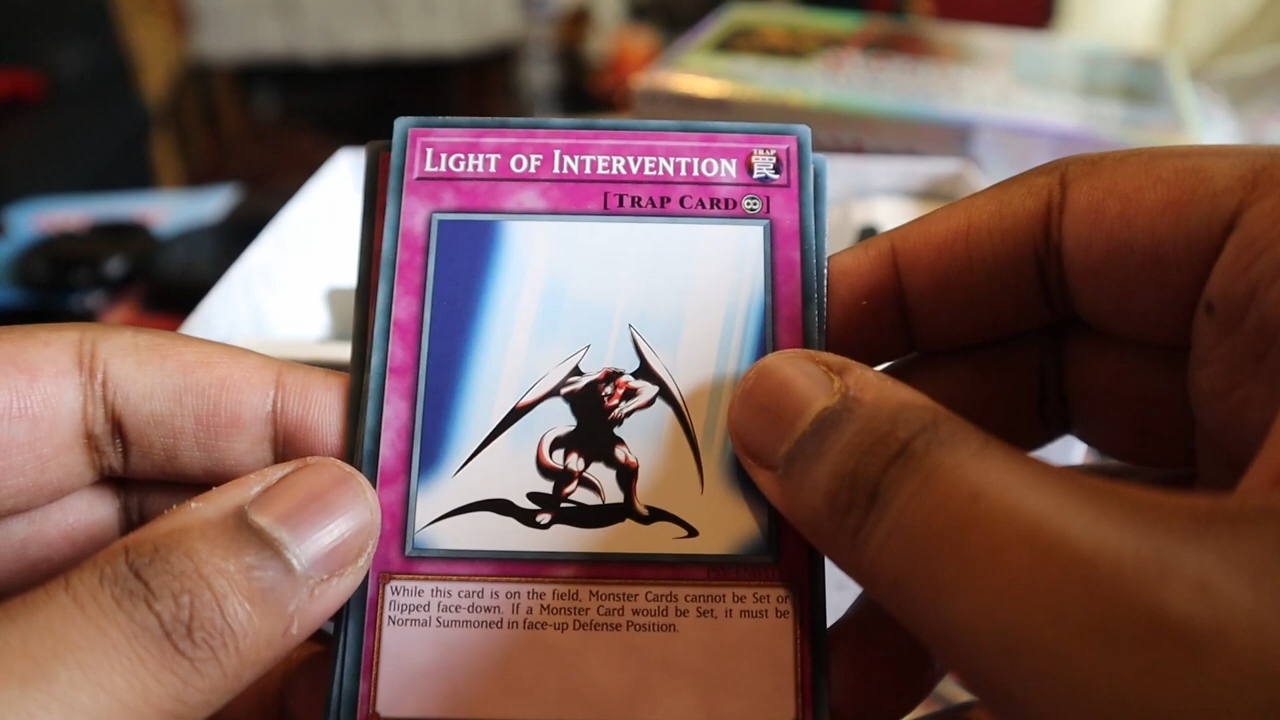 LIGHT OF INTERVENTION
TRAP
罠
[TRAP CARD♾]
While this card is on the field, Monster Cards cannot be Set or
flipped face-down. If a Monster Card would be Set, it must be
Normal Summoned in face-up Defense Position.